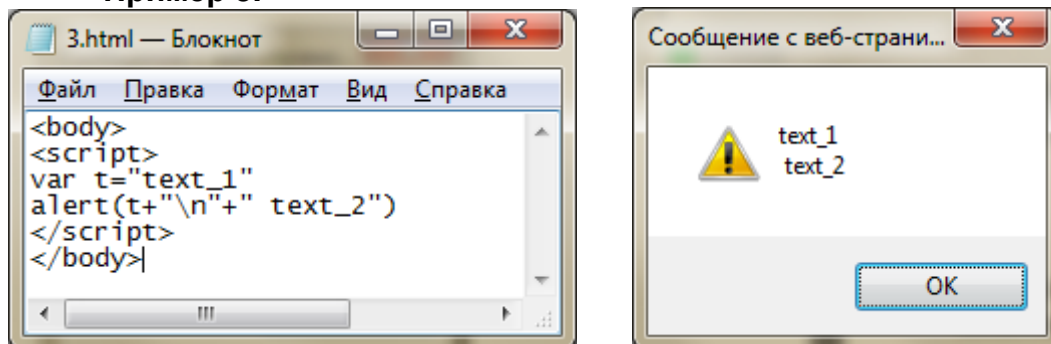 3.html — Блокнот
Файл Правка Формат Вид Справка
<body>
<script>
var t="text_1"
alert(t+"\n"+" text_2")
</script>
</body>
Сообщение с веб-страни...
text_1
text_2
OK